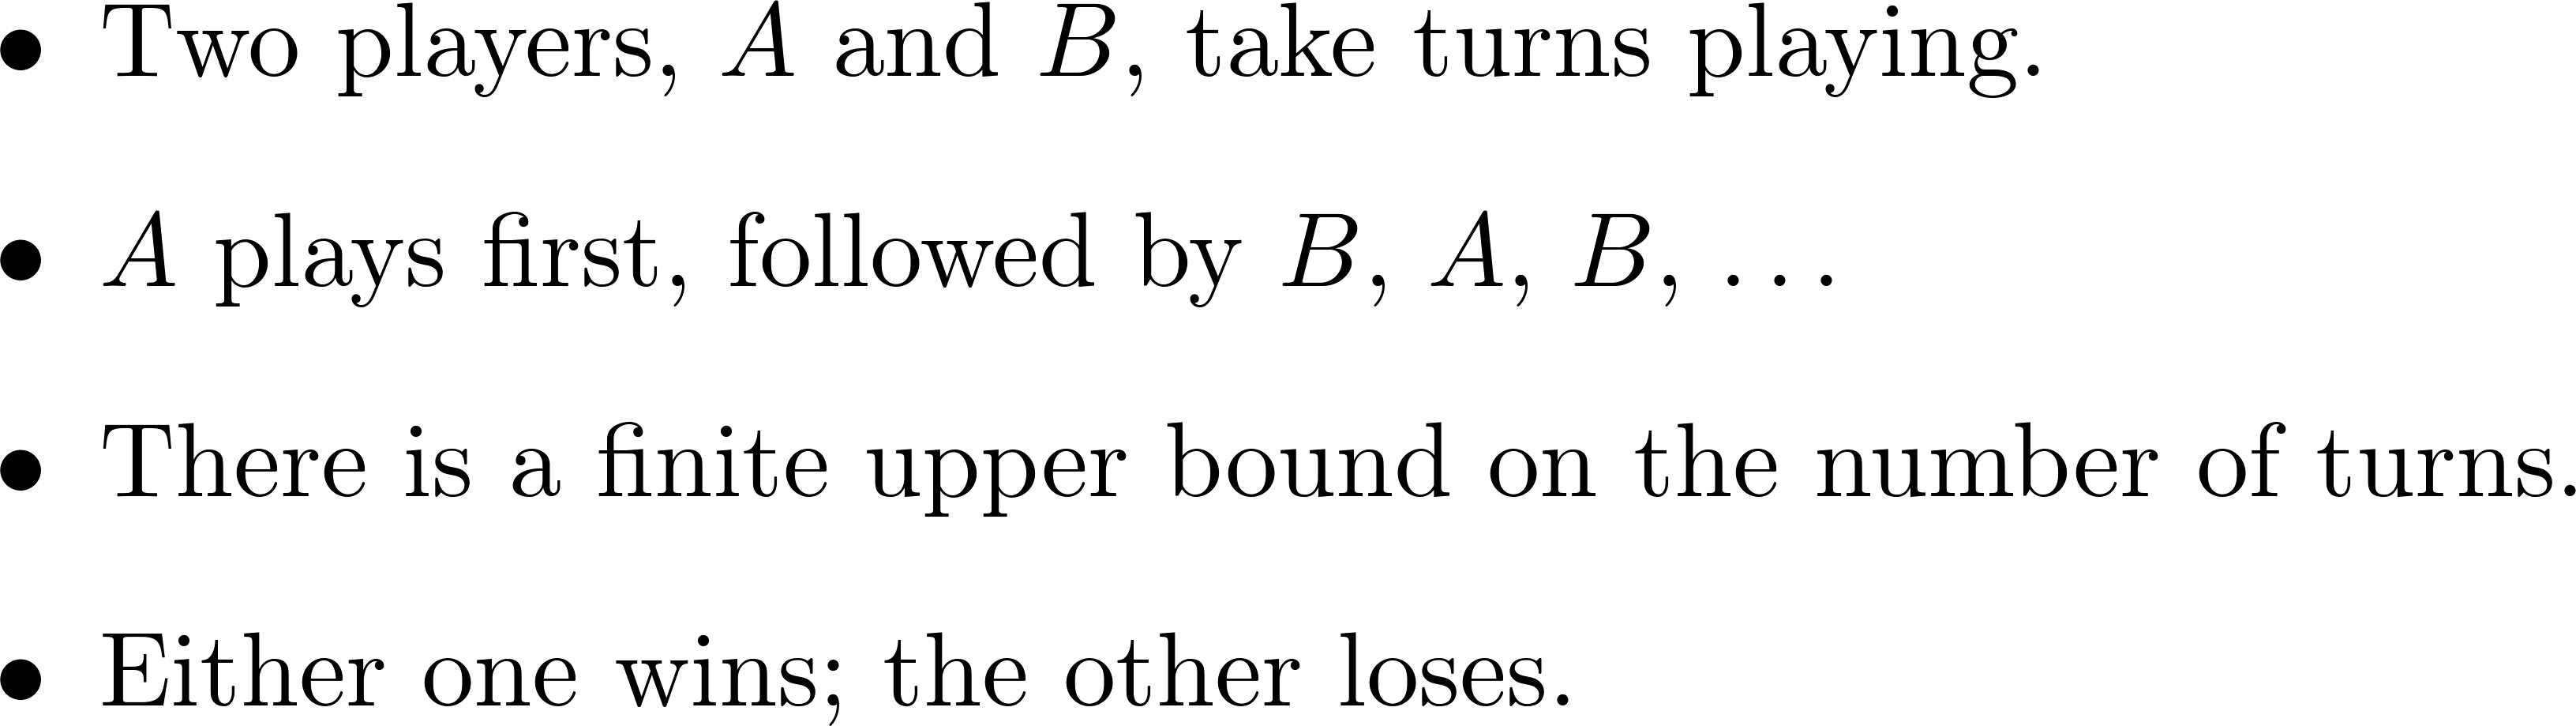 • Two players, A and B, take turns playing.
• A plays first, followed by B, A, B, …
• There is a finite upper bound on the number of turns.
• Either one wins; the other loses.